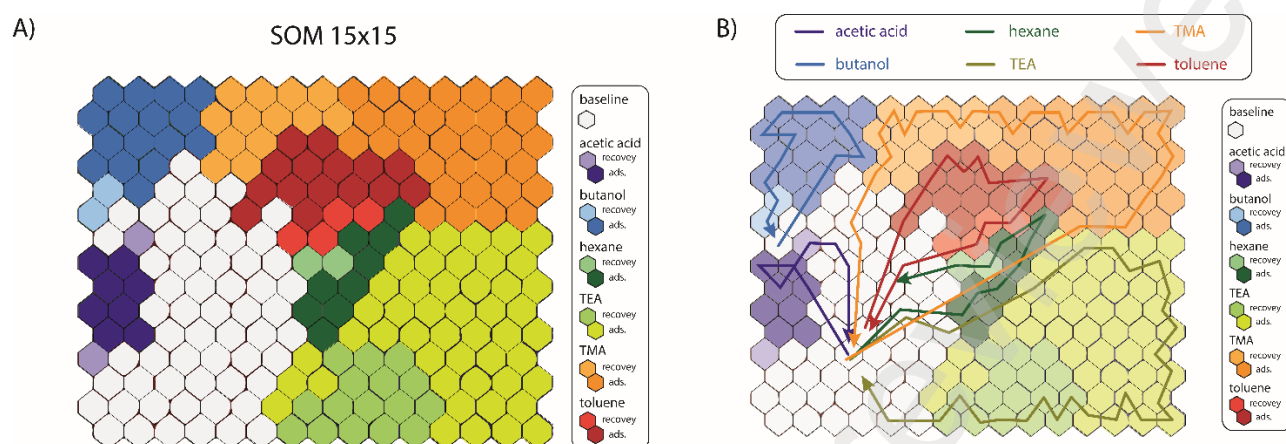 A)
SOM 15x15
baseline
acetic acid
recovey
ads.
butanol
recovey
ads.
hexane
recovey
ads.
TEA
recovey
ads.
TMA
recovey
ads.
toluene
recovey
ads.
B)
acetic acid
hexane
TMA
butanol
TEA
toluene
baseline
acetic acid
recovey
ads.
butanol
recovey
ads.
hexane
recovey
ads.
TEA
recovey
ads.
TMA
recovey
ads.
toluene
recovey
ads.